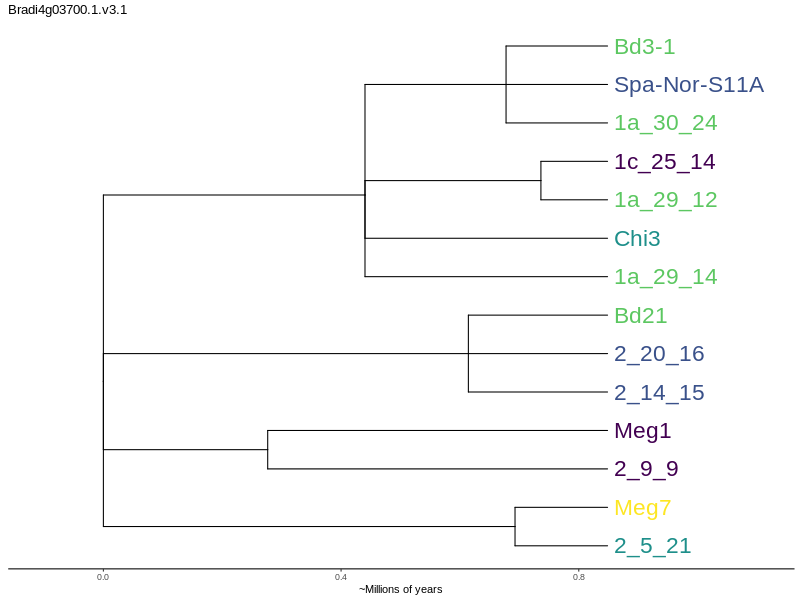 Bradi4g03700.1.v3.1
Bd3-1
Spa-Nor-S11A
1a_30_24
1c_25_14
1a_29_12
Chi3
1a_29_14
Bd21
2_20_16
2_14_15
Meg1
2_9_9
Meg7
2_5_21
0.0 0.4 0.8
~Millions of years